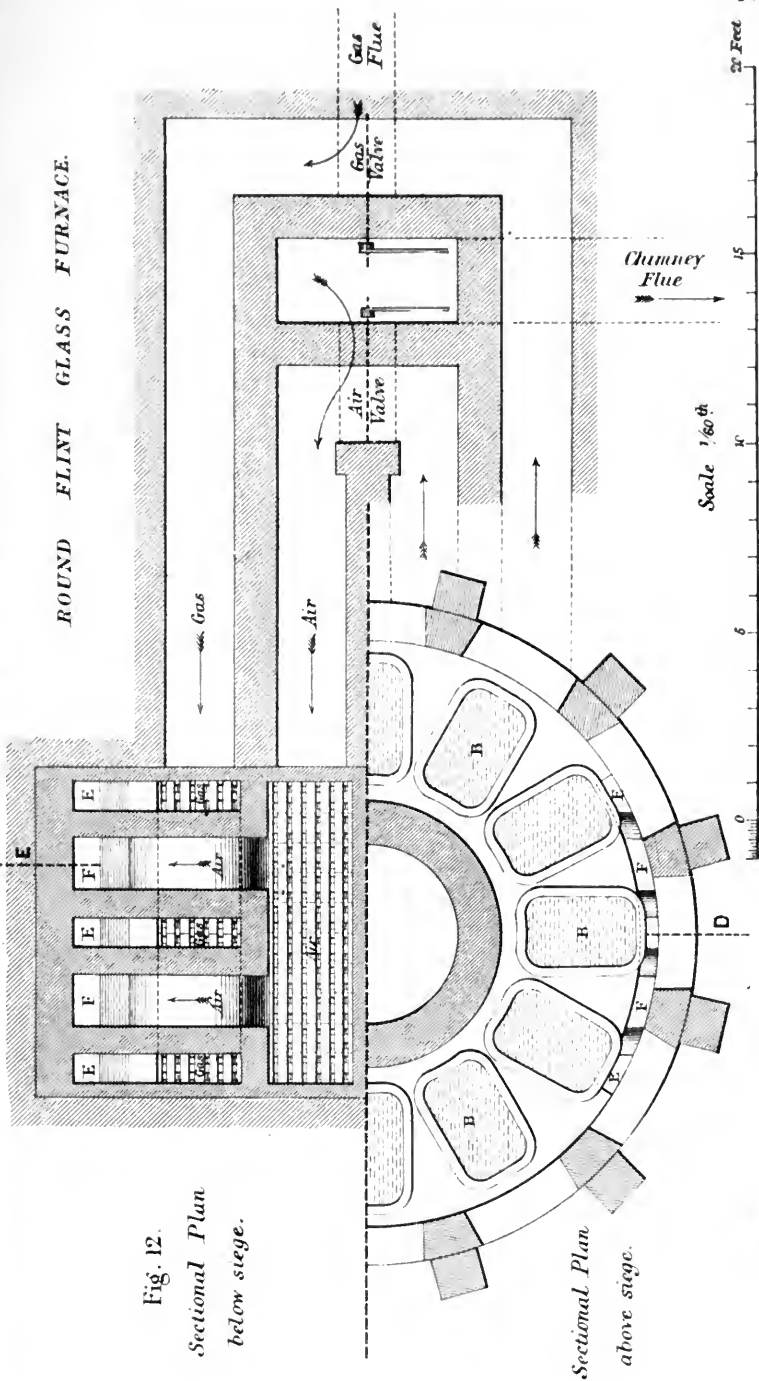 ROUND FLINT GLASS FURNACE.
Fig. 12.
Sectional Plan
below siege.
Gas
Flue
Gas
Valve
Air
Valve
Chimney
Flue
Gas
Air
E
E
F
E
F
E
Gas
Air
Gas
Air
Gas
Air
B
B
B
E
F
F
E
D
Sectional Plan
above siege.
Scale 1/60th
0
5
10
15
20 Feet